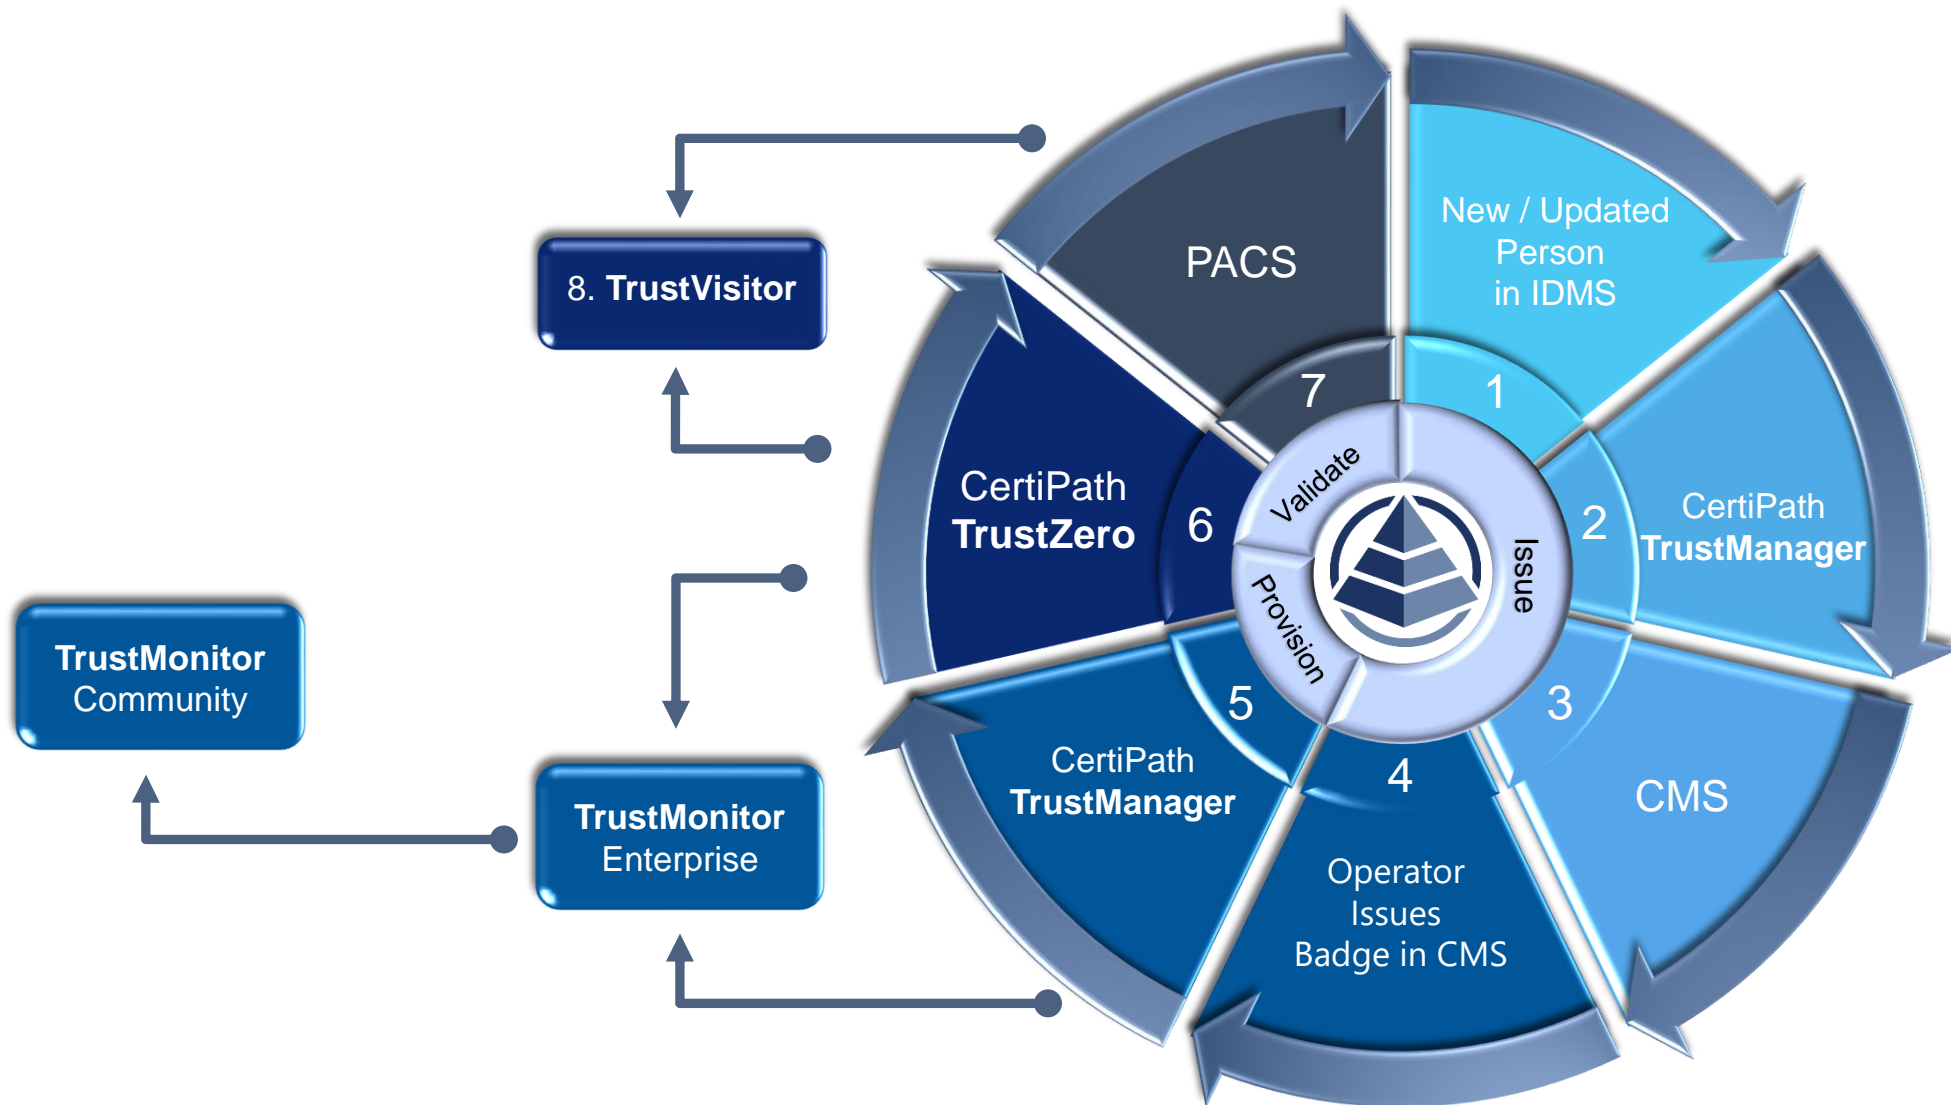 New / Updated
Person
in IDMS
1
CertiPath
TrustManager
2
CMS
3
Operator
Issues
Badge in CMS
4
CertiPath
TrustManager
5
CertiPath
TrustZero
6
PACS
7
Issue
Provision
Validate
8. TrustVisitor
TrustMonitor
Enterprise
TrustMonitor
Community